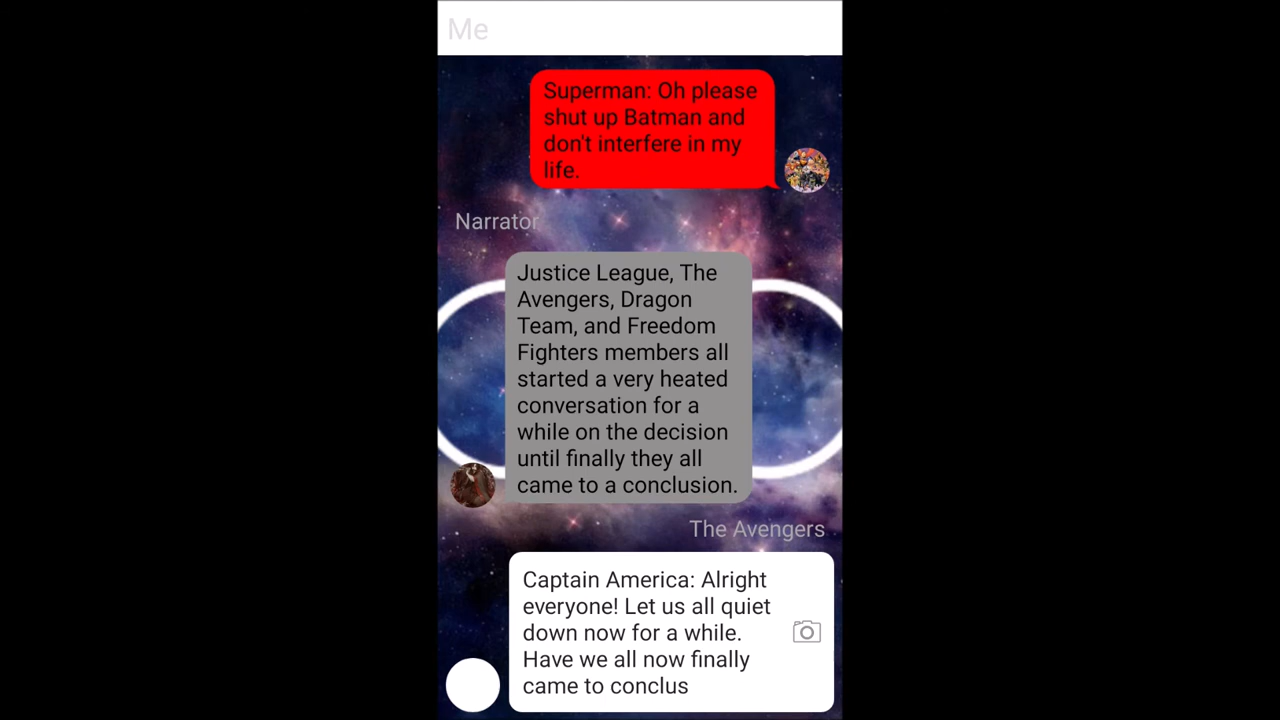 Me
Superman: Oh please
shut up Batman and
don't interfere in my
life.
Narrator
Justice League, The
Avengers, Dragon
Team, and Freedom
Fighters members all
started a very heated
conversation for a
while on the decision
until finally they all
came to a conclusion.
The Avengers
Captain America: Alright
everyone! Let us all quiet
down now for a while.
Have we all now finally
came to conclus